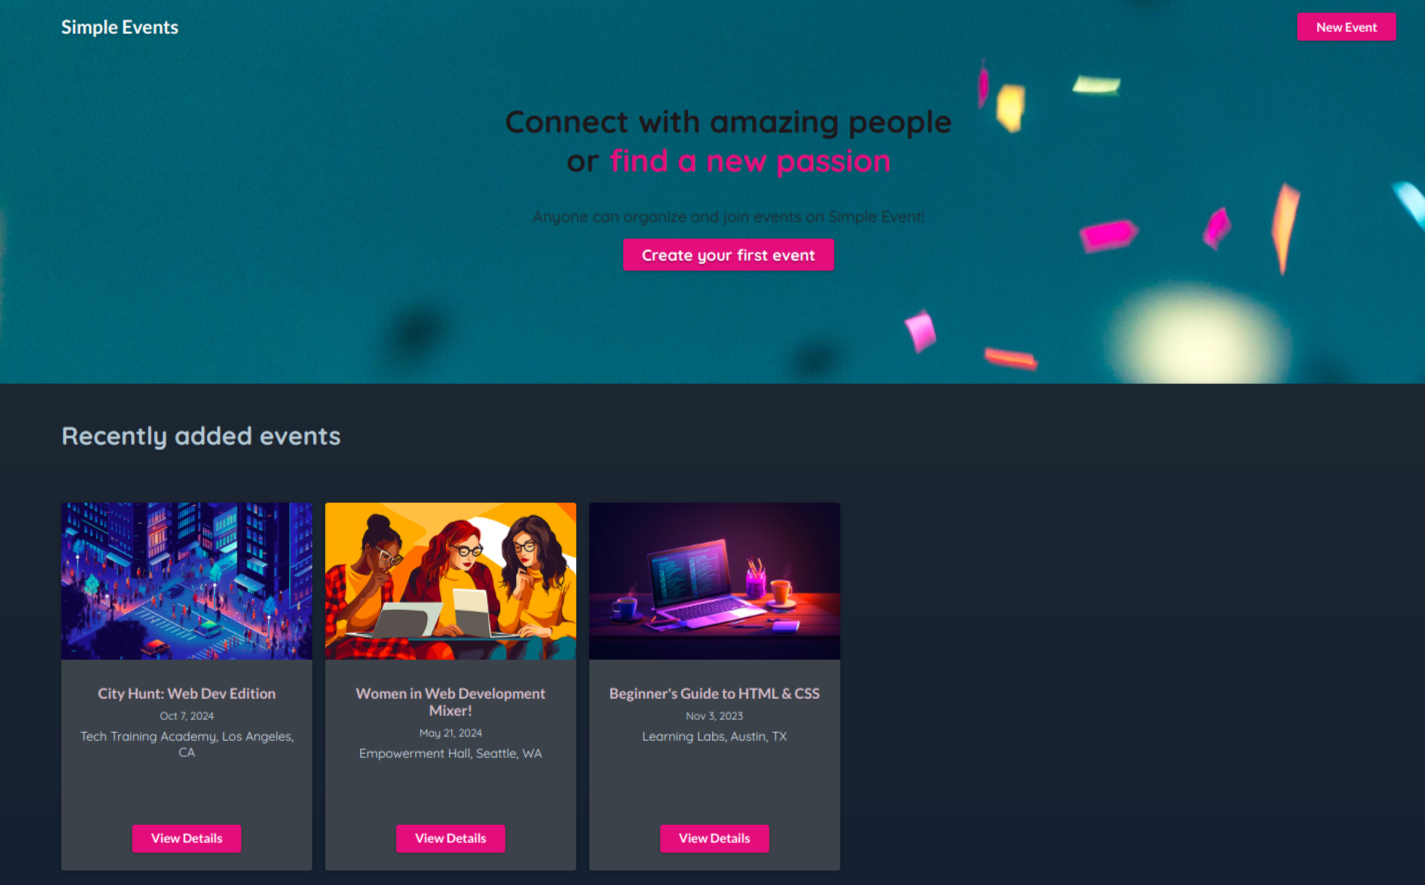 Simple Events
New Event
Connect with amazing people
or find a new passion
Anyone can organize and join events on Simple Event!
Create your first event
Recently added events
City Hunt: Web Dev Edition
Oct 7, 2024
Tech Training Academy, Los Angeles,
CA
View Details
Women in Web Development
Mixer!
May 21, 2024
Empowerment Hall, Seattle, WA
View Details
Beginner's Guide to HTML & CSS
Nov 3, 2023
Learning Labs, Austin, TX
View Details